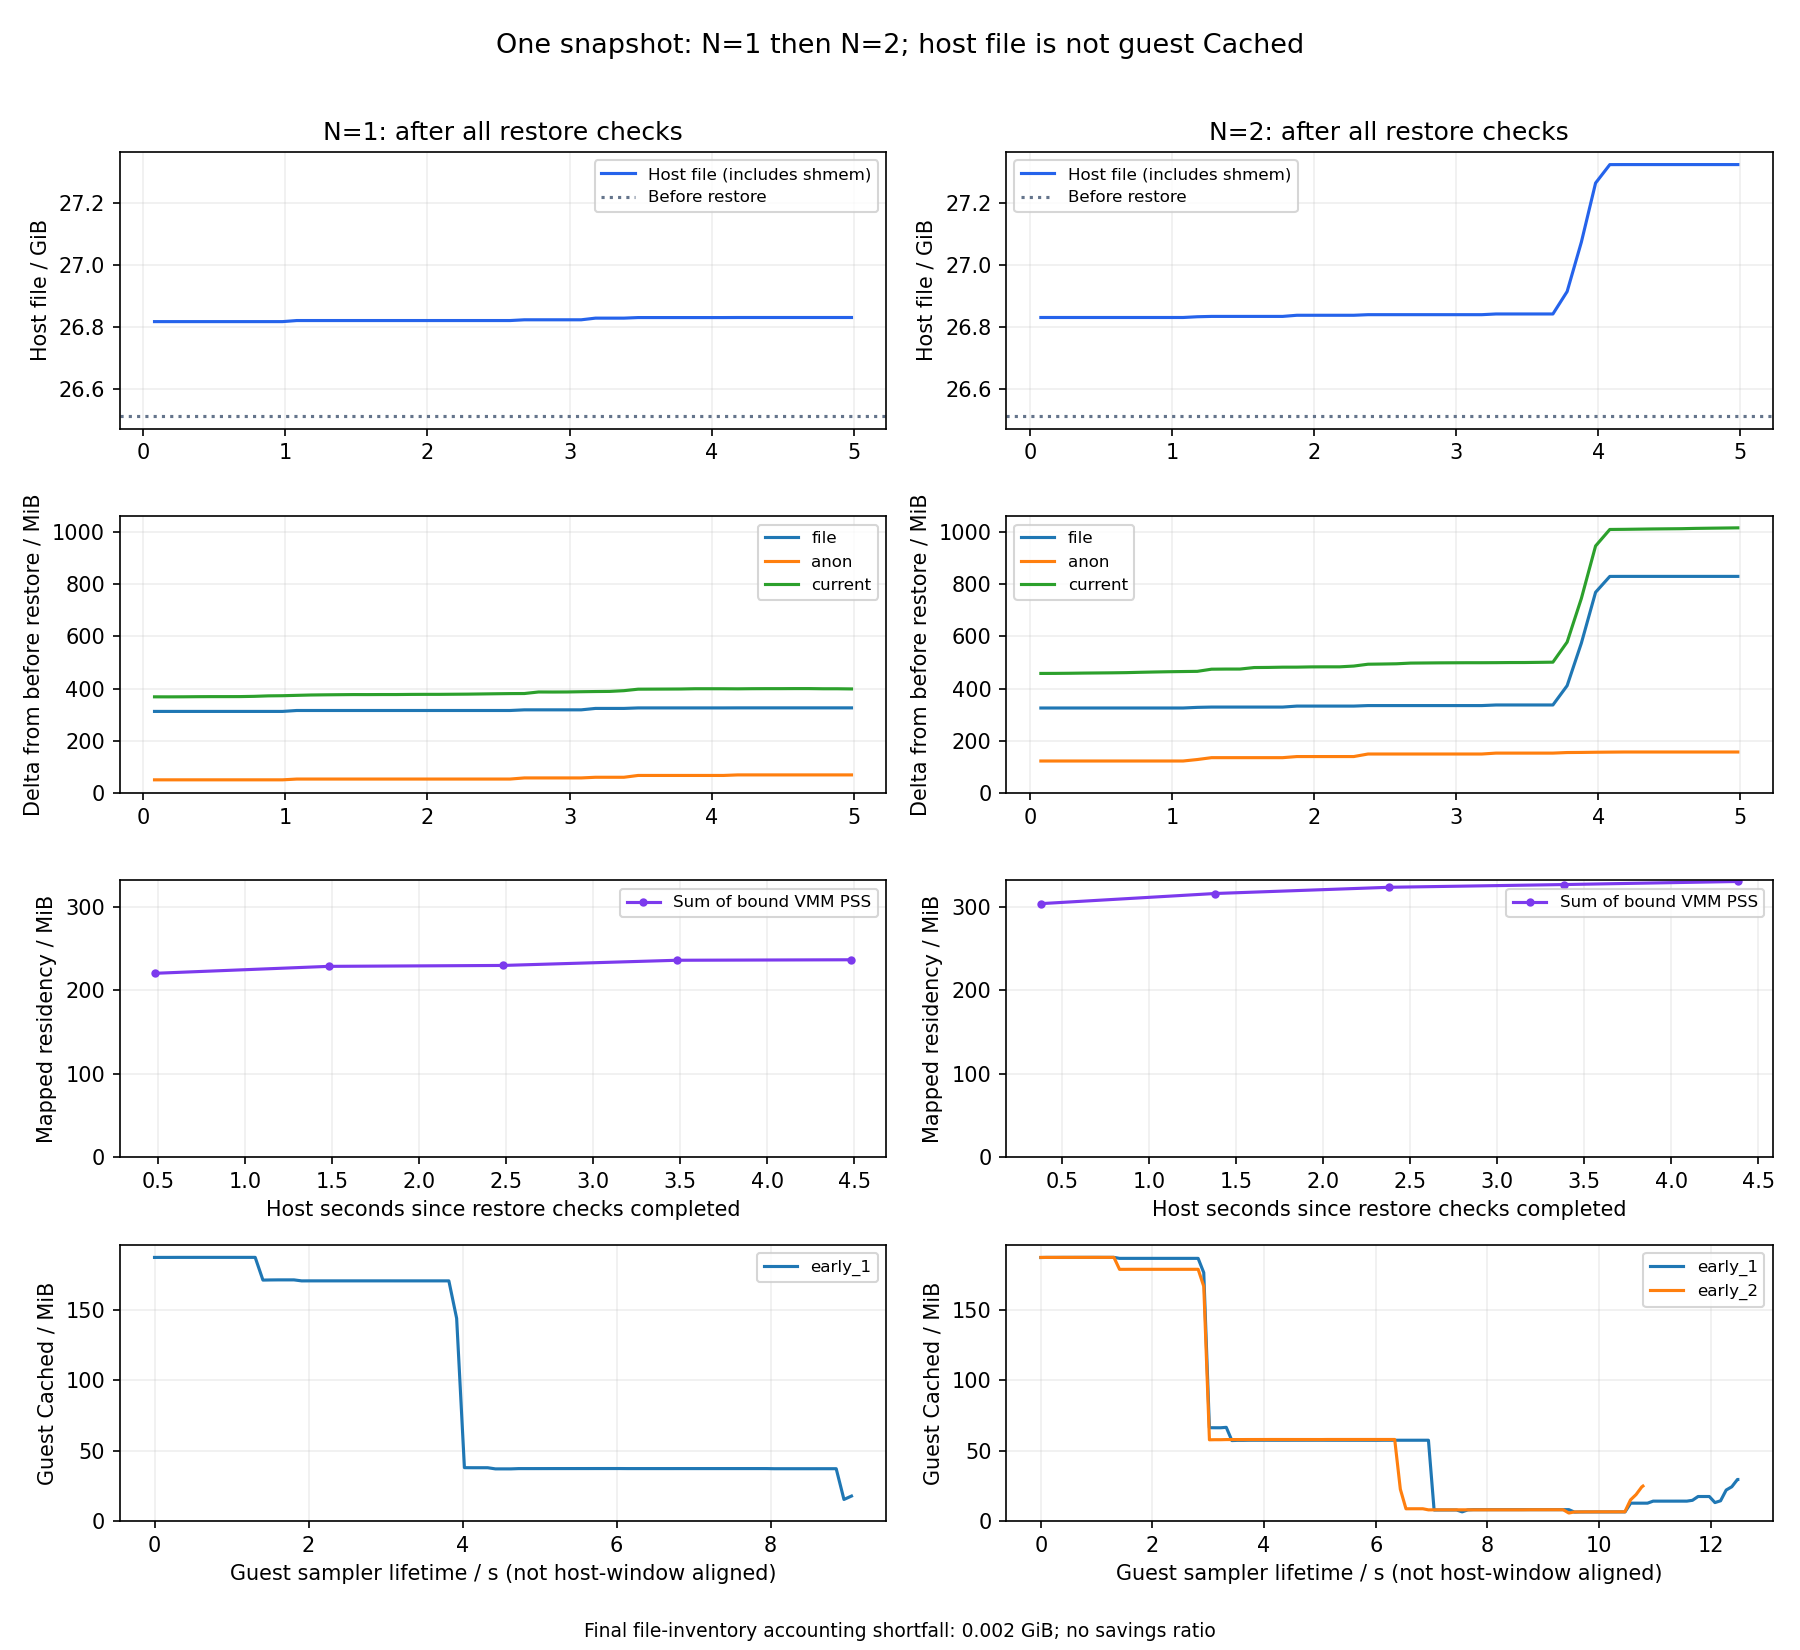 One snapshot: N=1 then N=2; host file is not guest Cached
N=1: after all restore checks
Host file / GiB
27.2
27.0
26.8
26.6
Host file (includes shmem)
Before restore
0 1 2 3 4 5
N=2: after all restore checks
Host file / GiB
27.2
27.0
26.8
26.6
Host file (includes shmem)
Before restore
0 1 2 3 4 5
Delta from before restore / MiB
1000
800
600
400
200
0
file
anon
current
0 1 2 3 4 5
Delta from before restore / MiB
1000
800
600
400
200
0
file
anon
current
0 1 2 3 4 5
Mapped residency / MiB
300
200
100
0
Sum of bound VMM PSS
0.5 1.0 1.5 2.0 2.5 3.0 3.5 4.0 4.5
Host seconds since restore checks completed
Mapped residency / MiB
300
200
100
0
Sum of bound VMM PSS
0.5 1.0 1.5 2.0 2.5 3.0 3.5 4.0 4.5
Host seconds since restore checks completed
Guest Cached / MiB
150
100
50
0
early_1
0 2 4 6 8
Guest sampler lifetime / s (not host-window aligned)
Guest Cached / MiB
150
100
50
0
early_1
early_2
0 2 4 6 8 10 12
Guest sampler lifetime / s (not host-window aligned)
Final file-inventory accounting shortfall: 0.002 GiB; no savings ratio